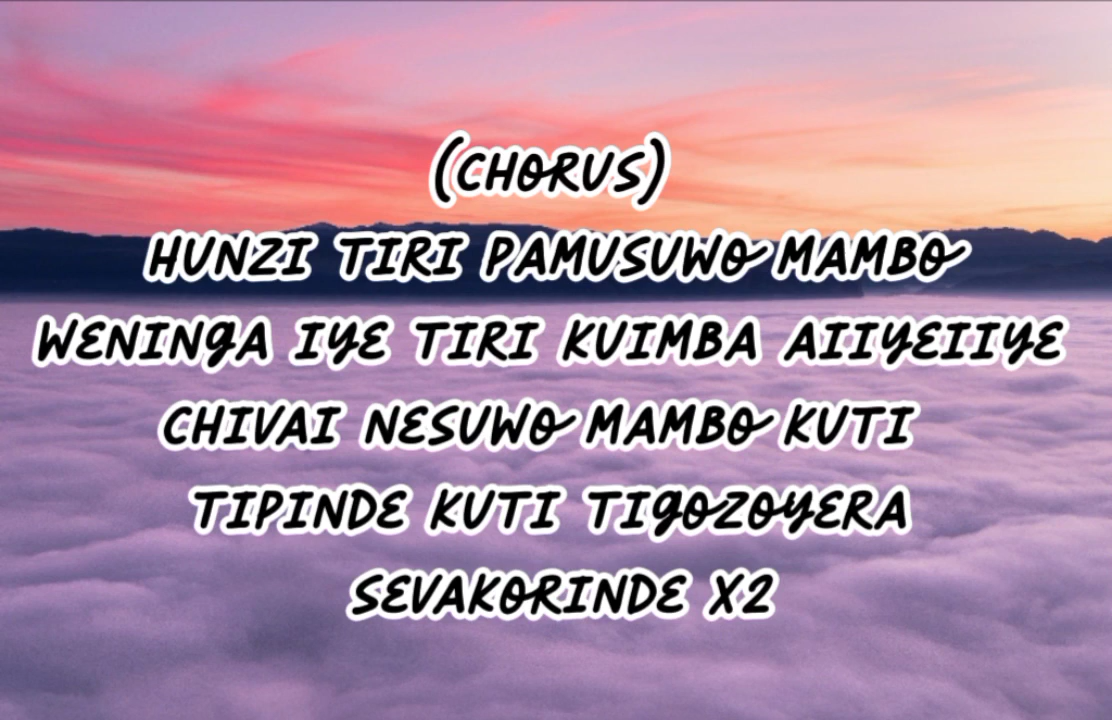 (CHORUS)
HUNZI TIRI PAMUSUWO MAMBO
WENINGA IYE TIRI KUIMBA AIIYEIIYE
CHIVAI NESUWO MAMBO KUTI
TIPINDE KUTI TIGOZOYERA
SEVAKORINDE X2